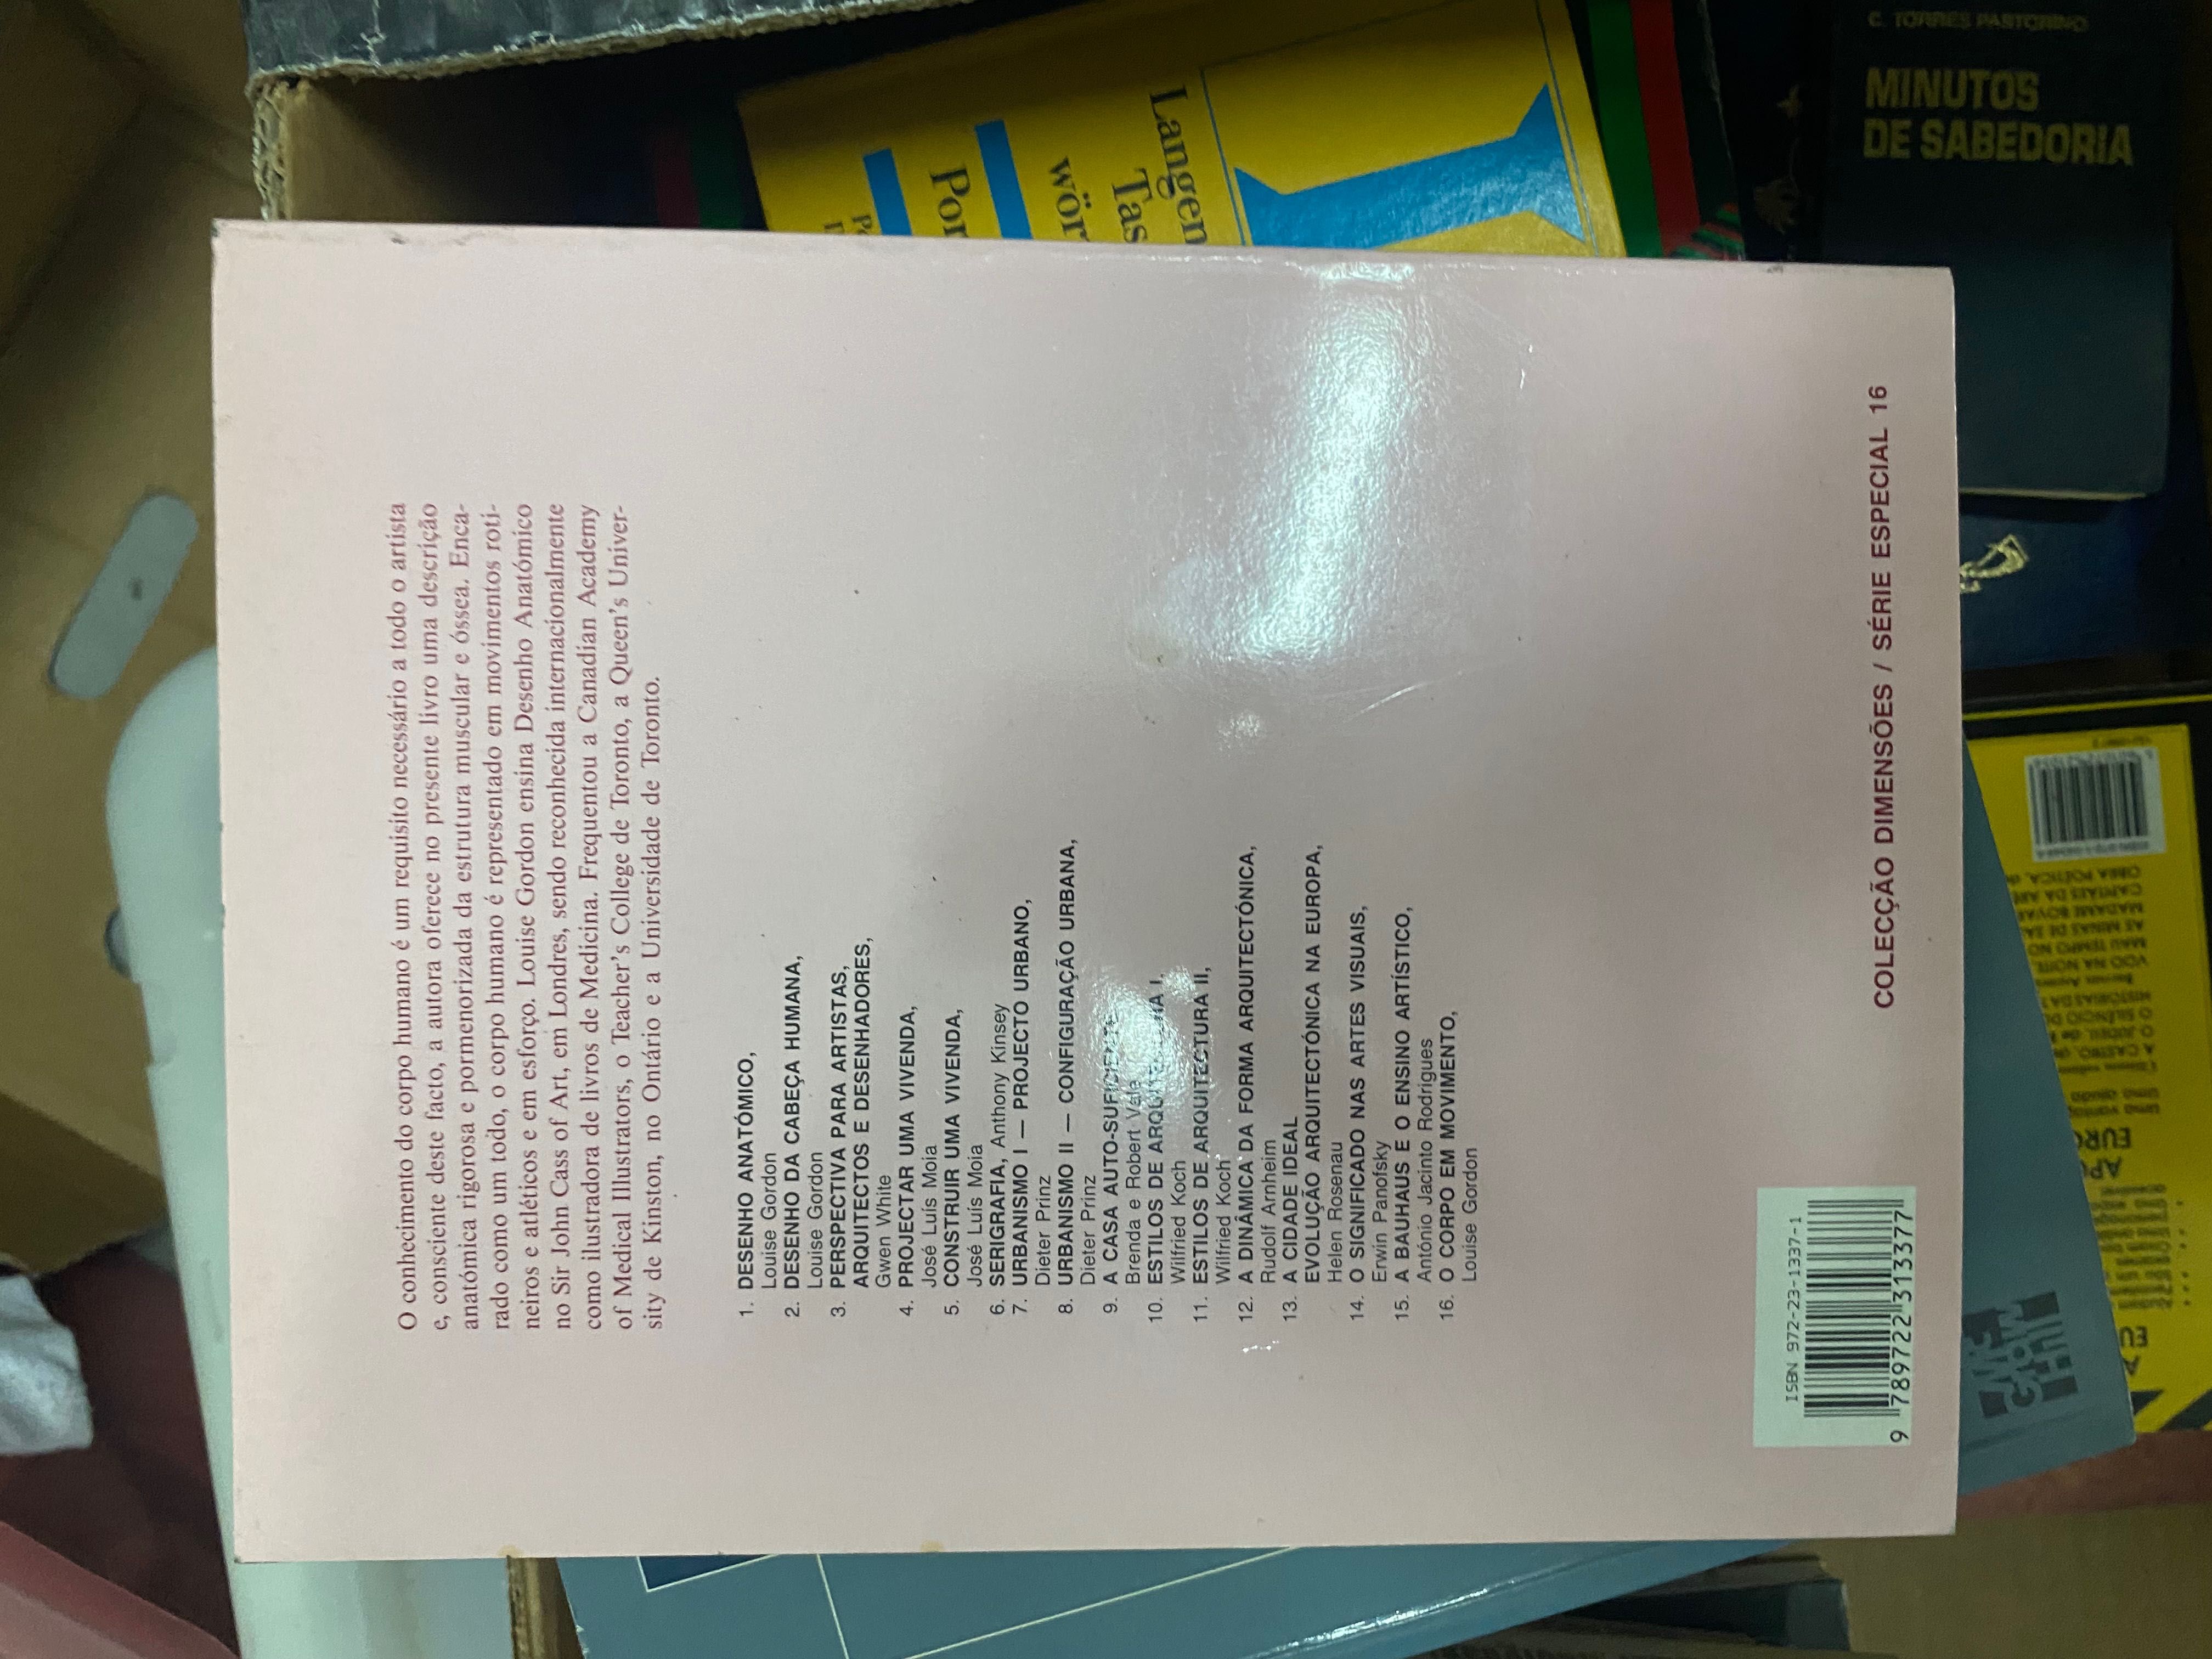 O conhecimento do corpo humano é um requisito necessário a todo o artista
e, consciente deste facto, a autora oferece no presente livro uma descrição
anatómica rigorosa e pormenorizada da estrutura muscular e óssea. Enca-
rado como um todo, o corpo humano é representado em movimentos roti-
neiros e atléticos e em esforço. Louise Gordon ensina Desenho Anatómico
no Sir John Cass of Art, em Londres, sendo reconhecida internacionalmente
como ilustradora de livros de Medicina. Frequentou a Canadian Academy
of Medical Illustrators, o Teacher's College de Toronto, a Queen's Univer-
sity de Kinston, no Ontário e a Universidade de Toronto.
1. DESENHO ANATÓMICO,
Louise Gordon
2. DESENHO DA CABEÇA HUMANA,
Louise Gordon
3. PERSPECTIVA PARA ARTISTAS,
ARQUITECTOS E DESENHADORES,
Gwen White
4. PROJECTAR UMA VIVENDA,
José Luís Moia
5. CONSTRUIR UMA VIVENDA,
José Luís Moia
6. SERIGRAFIA, Anthony Kinsey
7. URBANISMO I — PROJECTO URBANO,
Dieter Prinz
8. URBANISMO II — CONFIGURAÇÃO URBANA,
Dieter Prinz
9. A CASA AUTO-SUFICIENTE
Brenda e Robert Vale
10. ESTILOS DE ARQUITECTURA I,
Wilfried Koch
11. ESTILOS DE ARQUITECTURA II,
Wilfried Koch
12. A DINÂMICA DA FORMA ARQUITECTÓNICA,
Rudolf Arnheim
13. A CIDADE IDEAL
EVOLUÇÃO ARQUITECTÓNICA NA EUROPA,
Helen Rosenau
14. O SIGNIFICADO NAS ARTES VISUAIS,
Erwin Panofsky
15. A BAUHAUS E O ENSINO ARTÍSTICO,
António Jacinto Rodrigues
16. O CORPO EM MOVIMENTO,
Louise Gordon
ISBN 972-23-1337-1
9 789722 313377
COLECÇÃO DIMENSÕES / SÉRIE ESPECIAL 16
C. TORRES PASTORINO
MINUTOS
DE SABEDORIA
Langen
Tas
wör
Por